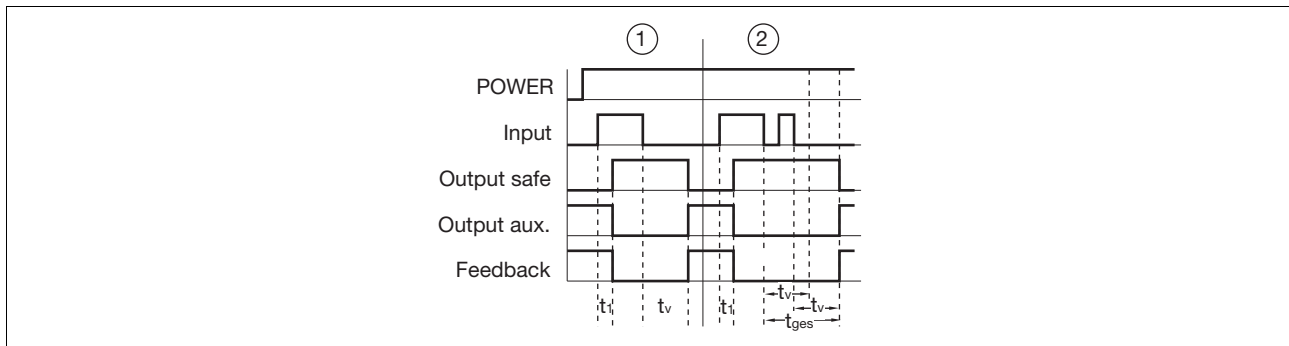 ① ②
POWER
Input
Output safe
Output aux.
Feedback
t1 tv t1 tv
tv
tges